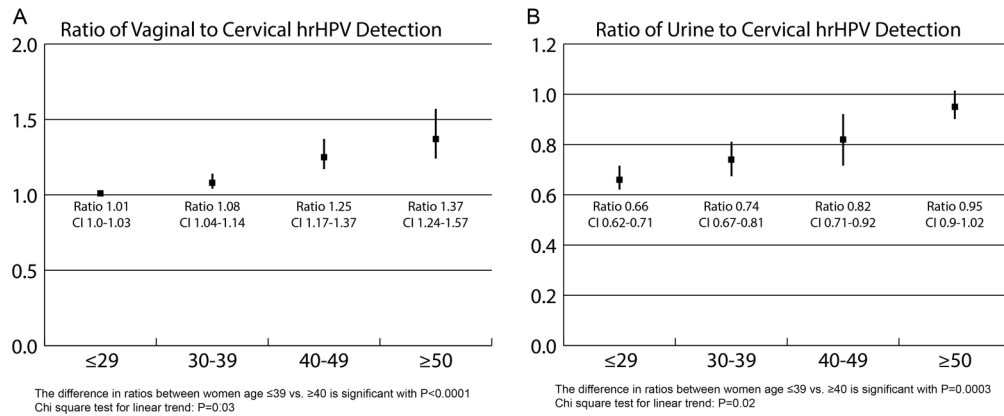 A
Ratio of Vaginal to Cervical hrHPV Detection
2.0
1.5
1.0
Ratio 1.01
CI 1.0-1.03
Ratio 1.08
CI 1.04-1.14
Ratio 1.25
CI 1.17-1.37
Ratio 1.37
CI 1.24-1.57
0.5
0.0
≤29 30-39 40-49 ≥50
The difference in ratios between women age ≤39 vs. ≥40 is significant with P<0.0001
Chi square test for linear trend: P=0:03
B
Ratio of Urine to Cervical hrHPV Detection
1.2
1.0
0.8
0.6
Ratio 0.66
CI 0.62-0.71
Ratio 0.74
CI 0.67-0.81
Ratio 0.82
CI 0.71-0.92
Ratio 0.95
CI 0.9-1.02
0.4
0.2
0.0
≤29 30-39 40-49 ≥50
The difference in ratios between women age ≤39 vs. ≥40 is significant with P=0.0003
Chi square test for linear trend: P=0.02